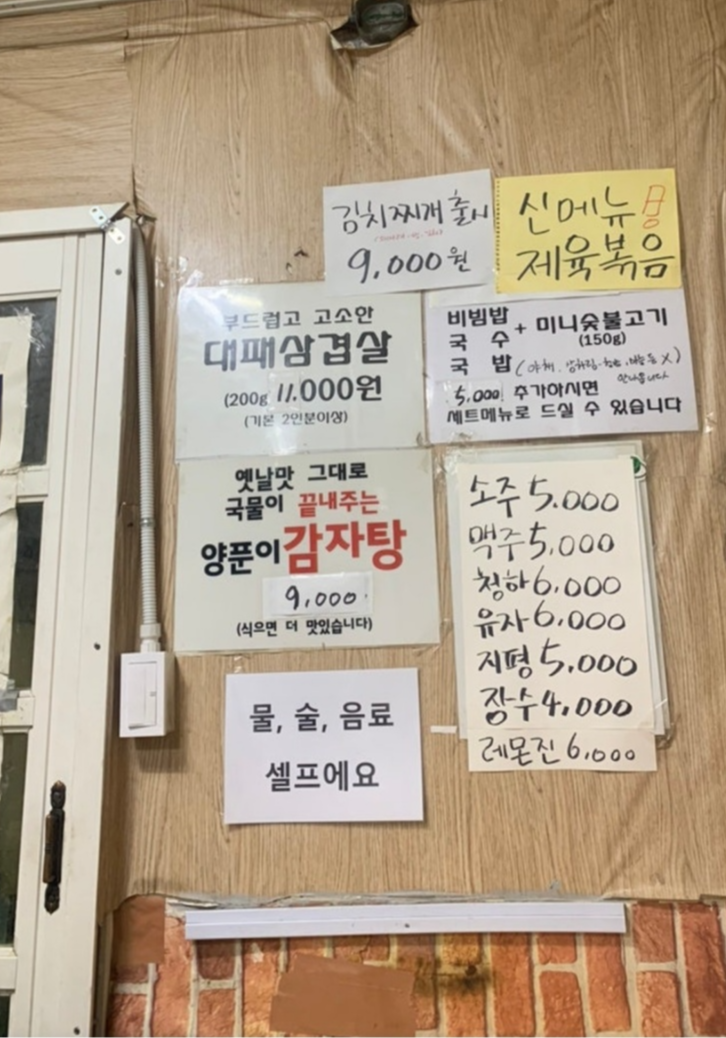 김치찌개 출시
9,000원
신메뉴
제육볶음
부드럽고 고소한
대패삼겹살
(200g 11.000원
(기본 2인분이상)
비빔밥
국 수 + 미니숯불고기
(150g)
국 밥
5,000 추가하시면
세트메뉴로 드실 수 있습니다
옛날맛 그대로
국물이 끝내주는
양푼이 감자탕
9,000.
(식으면 더 맛있습니다)
소주 5.000
맥주 5,000
청하 6,000
유자 6.000
지평 5,000
장수 4,000
레몬진 6,000
물, 술, 음료
셀프에요